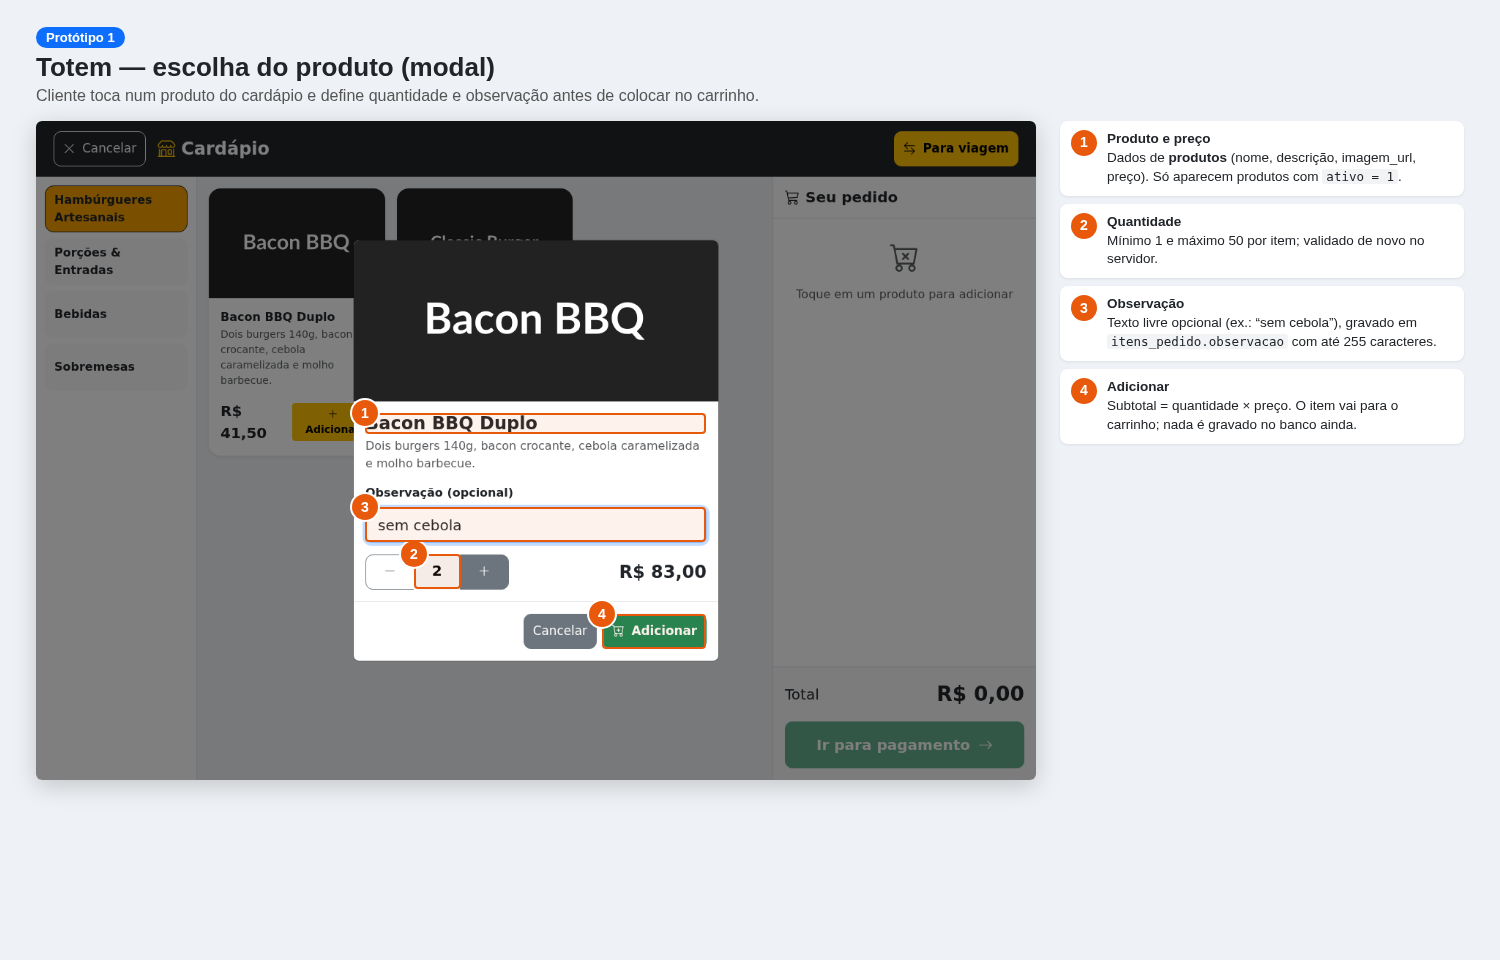 Protótipo 1
Totem — escolha do produto (modal)
Cliente toca num produto do cardápio e define quantidade e observação antes de colocar no carrinho.
Cancelar
Cardápio
Para viagem
Hambúrgueres
Artesanais
Porções &
Entradas
Bebidas
Sobremesas
Bacon BBQ
Classic Burger
Bacon BBQ Duplo
Dois burgers 140g, bacon
crocante, cebola
caramelizada e molho
barbecue.
R$
41,50
+
Adiciona
Bacon BBQ
1
Bacon BBQ Duplo
Dois burgers 140g, bacon crocante, cebola caramelizada
e molho barbecue.
Observação (opcional)
3
sem cebola
2
− 2 +
R$ 83,00
4
Cancelar
Adicionar
Seu pedido
Toque em um produto para adicionar
Total
R$ 0,00
Ir para pagamento →
1
Produto e preço
Dados de produtos (nome, descrição, imagem_url,
preço). Só aparecem produtos com ativo = 1.
2
Quantidade
Mínimo 1 e máximo 50 por item; validado de novo no
servidor.
3
Observação
Texto livre opcional (ex.: “sem cebola”), gravado em
itens_pedido.observacao com até 255 caracteres.
4
Adicionar
Subtotal = quantidade × preço. O item vai para o
carrinho; nada é gravado no banco ainda.